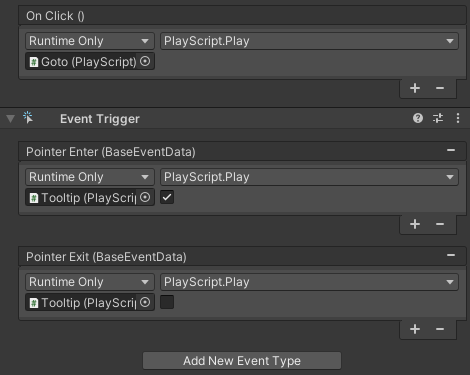 On Click ()
Runtime Only PlayScript.Play
Goto (PlayScript)
Event Trigger
Pointer Enter (BaseEventData)
Runtime Only PlayScript.Play
Tooltip (PlayScrip
Pointer Exit (BaseEventData)
Runtime Only PlayScript.Play
Tooltip (PlayScrip
Add New Event Type